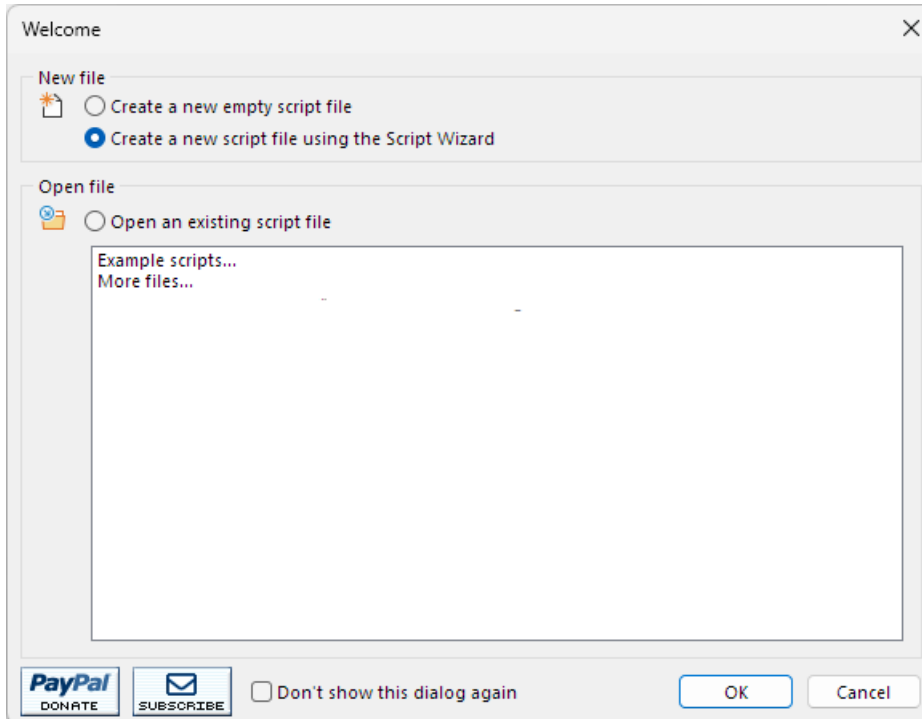 Welcome
New file
Create a new empty script file
Create a new script file using the Script Wizard
Open file
Open an existing script file
Example scripts...
More files...
PayPal
DONATE
SUBSCRIBE
Don't show this dialog again
OK
Cancel